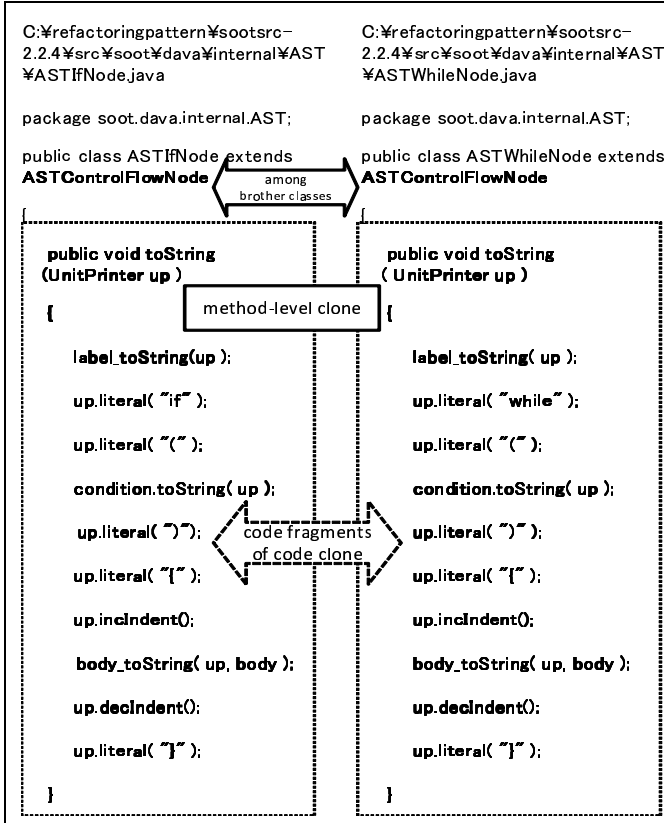 C:¥refactoringpattern¥sootsrc-
2.2.4¥src¥soot¥dava¥internal¥AST
¥ASTIfNode.java
package soot.dava.internal.AST;
public class ASTIfNode extends
ASTControlFlowNode
{
public void toString
(UnitPrinter up )
{
label_toString(up );
up.literal( "if" );
up.literal( "(" );
condition.toString( up );
up.literal( ")");
up.literal( "{" );
up.incIndent();
body_toString( up, body );
up.decIndent();
up.literal( "}" );
}
among
brother classes
method-level clone
code fragments
of code clone
C:¥refactoringpattern¥sootsrc-
2.2.4¥src¥soot¥dava¥internal¥AST
¥ASTWhileNode.java
package soot.dava.internal.AST;
public class ASTWhileNode extends
ASTControlFlowNode
{
public void toString
( UnitPrinter up )
{
label_toString( up );
up.literal( "while" );
up.literal( "(" );
condition.toString( up );
up.literal( ")" );
up.literal( "{" );
up.incIndent();
body_toString( up, body );
up.decIndent();
up.literal( "}" );
}